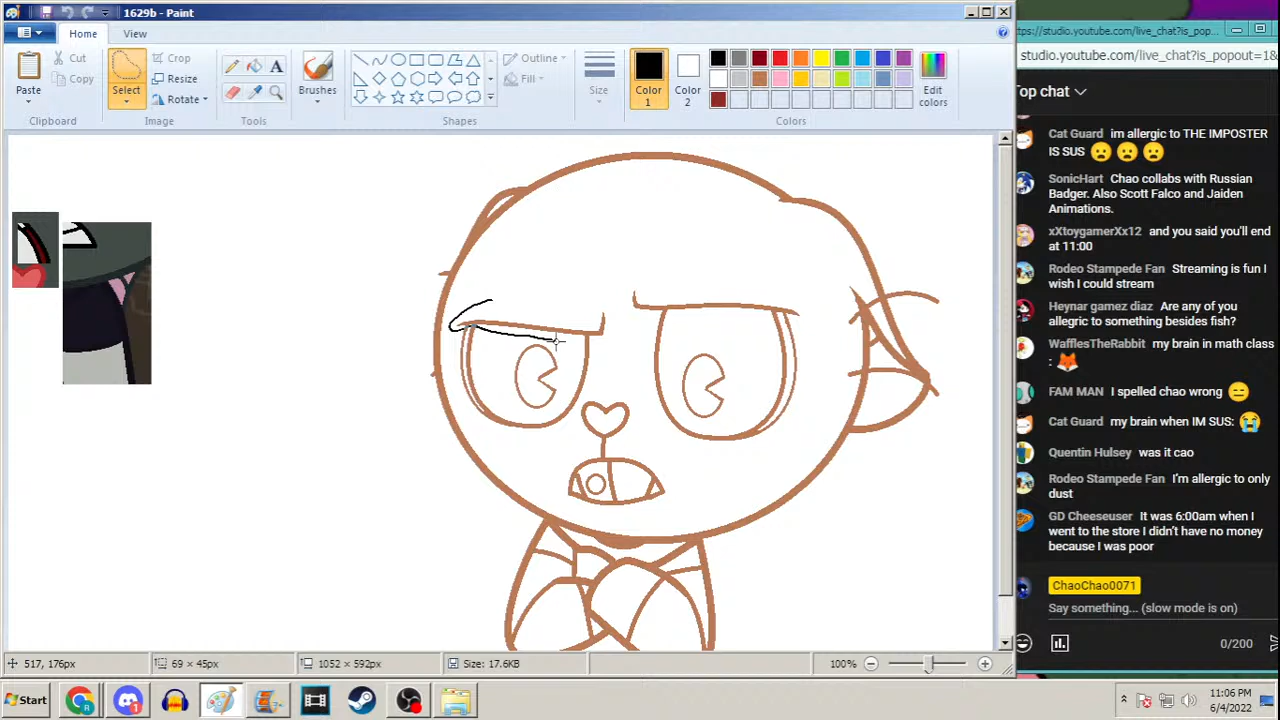 1629b - Paint
Home
View
Paste
Cut
Copy
Clipboard
Select
Crop
Resize
Rotate
Image
Tools
Brushes
Shapes
Outline
Fill
Size
Color
1
Color
2
Edit
colors
Colors
517, 176px
69 × 45px
1052 × 592px
Size: 17.6KB
100%
Start
11:06 PM
6/4/2022
ttps://studio.youtube.com/live_chat?is_pop...
studio.youtube.com/live_chat?is_popout=1&
Top chat
Cat Guard im allergic to THE IMPOSTER
IS SUS 😦 😦 😦
SonicHart Chao collabs with Russian
Badger. Also Scott Falco and Jaiden
Animations.
xXtoygamerXx12 and you said you'll end
at 11:00
Rodeo Stampede Fan Streaming is fun I
wish I could stream
Heynar gamez diaz Are any of you
allergic to something besides fish?
WafflesTheRabbit my brain in math class
: 🦊
FAM MAN I spelled chao wrong 😑
Cat Guard my brain when IM SUS: 😭
Quentin Hulsey was it cao
Rodeo Stampede Fan I'm allergic to only
dust
GD Cheeseuser It was 6:00am when I
went to the store I didn't have no money
because I was poor
ChaoChao0071
Say something... (slow mode is on)
0/200